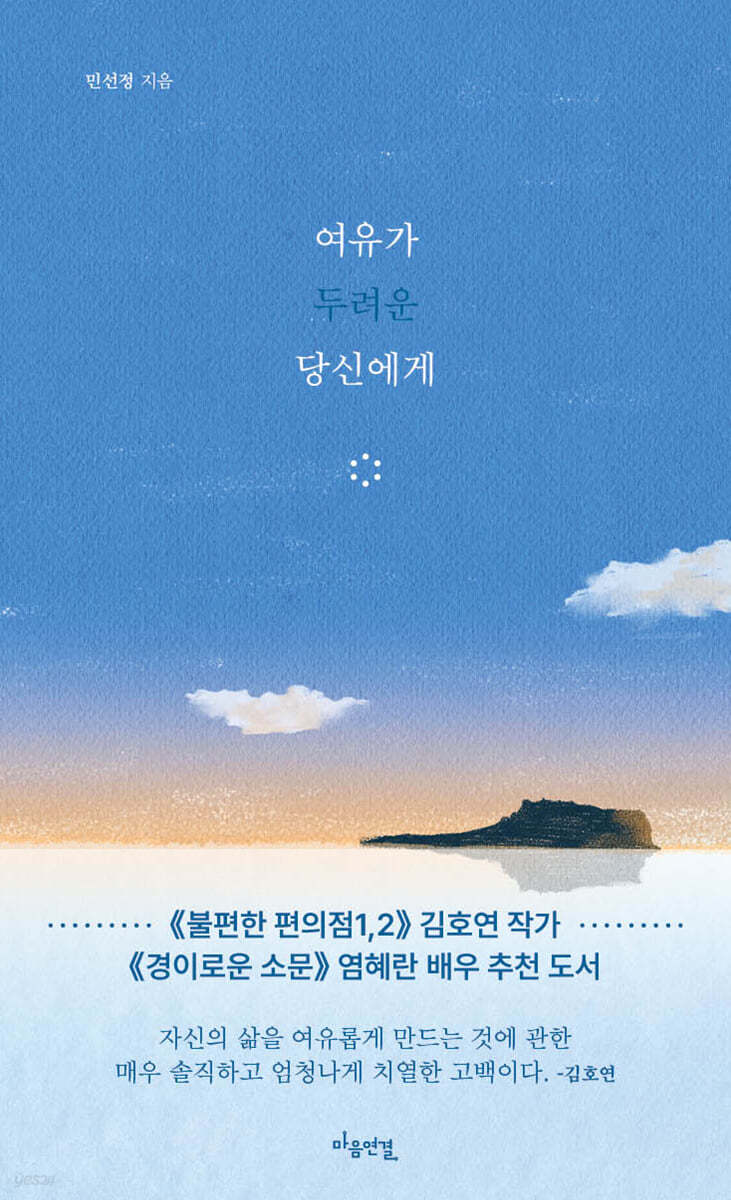 민선정 지음
여유가
두려운
당신에게
《불편한 편의점1,2》 김호연 작가
《경이로운 소문》 염혜란 배우 추천 도서
자신의 삶을 여유롭게 만드는 것에 관한
매우 솔직하고 엄청나게 치열한 고백이다. -김호연
마음연결
yes24